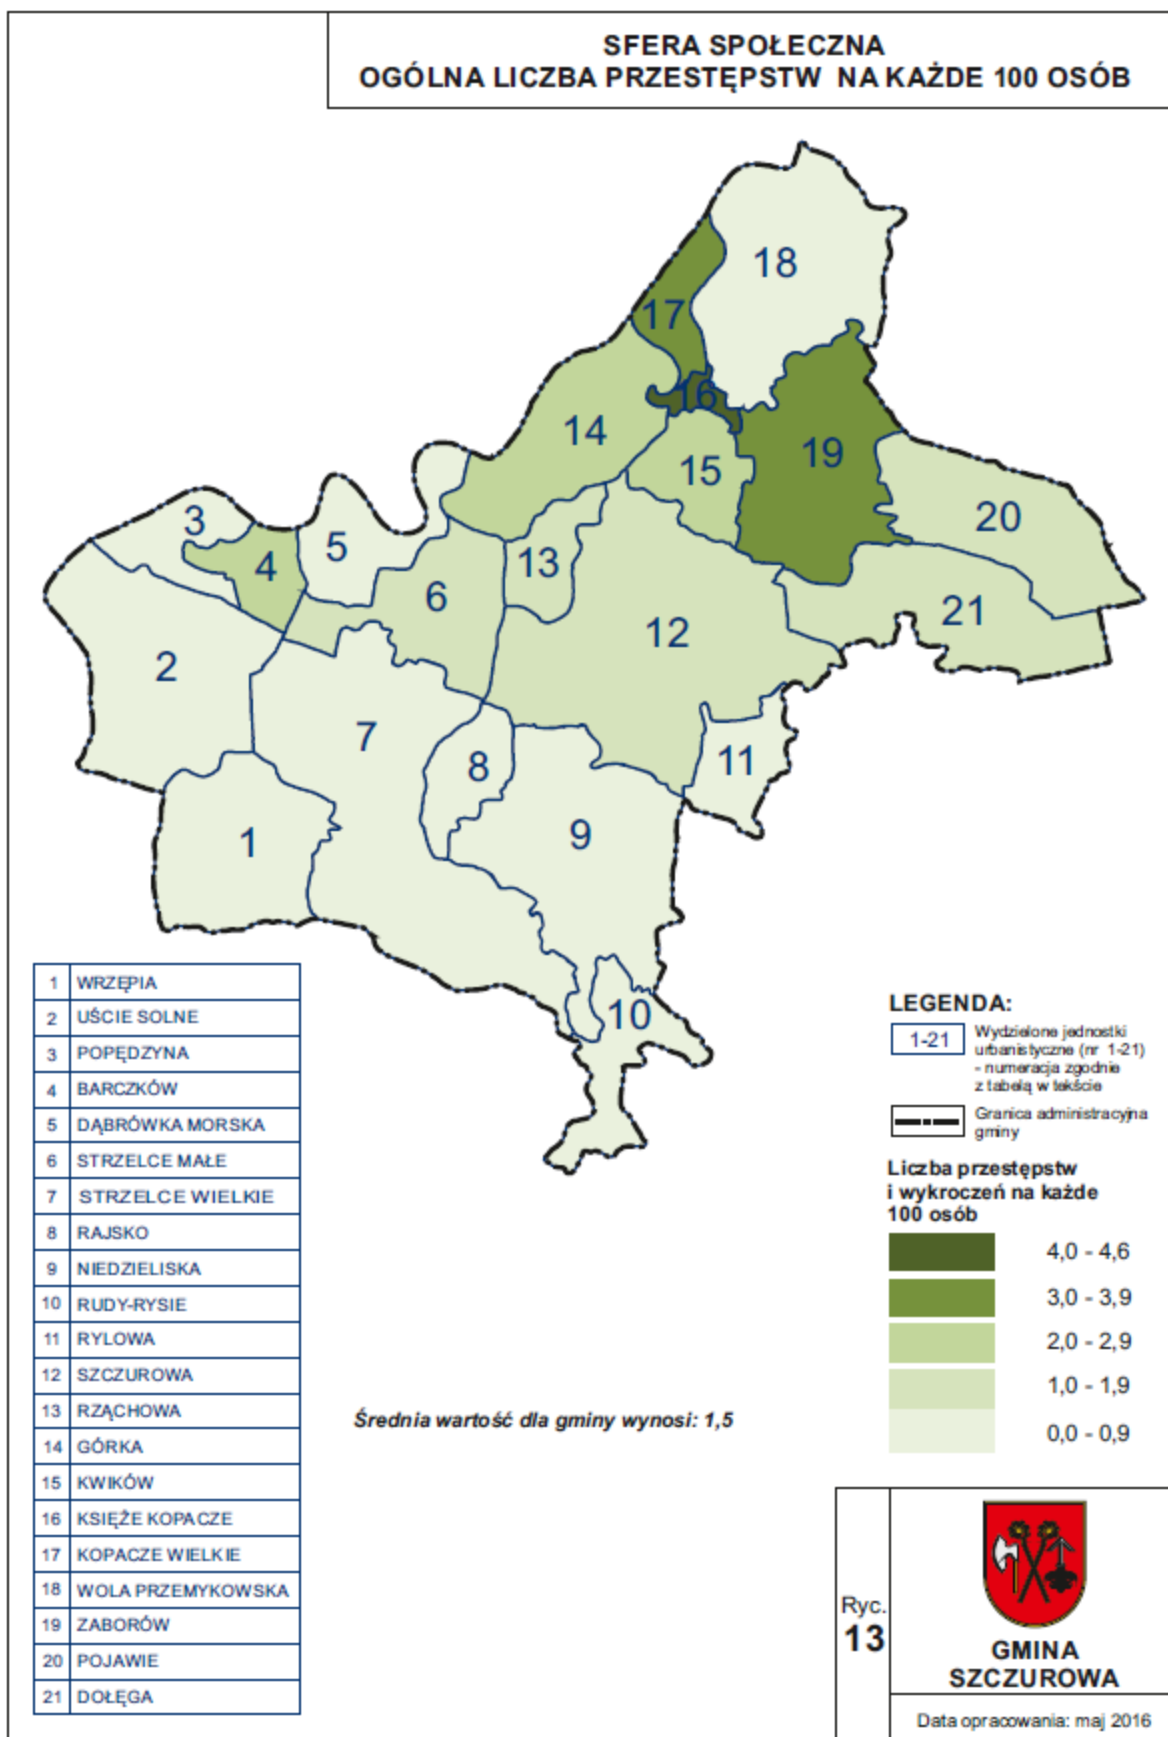 SFERA SPOŁECZNA
OGÓLNA LICZBA PRZESTĘPSTW NA KAŻDE 100 OSÓB
18
17
16
14
19
15
20
3
5
4
13
6
21
12
2
7
11
8
9
1
10
1 WRZĘPIA
2 UŚCIE SOLNE
3 POPĘDZYNA
4 BARCZKÓW
5 DĄBRÓWKA MORSKA
6 STRZELCE MAŁE
7 STRZELCE WIELKIE
8 RAJSKO
9 NIEDZIELISKA
10 RUDY-RYSIE
11 RYLOWA
12 SZCZUROWA
13 RZĄCHOWA
14 GÓRKA
15 KWIKÓW
16 KSIĘŻE KOPACZE
17 KOPACZE WIELKIE
18 WOLA PRZEMYKOWSKA
19 ZABORÓW
20 POJAWIE
21 DOŁĘGA
LEGENDA:
1-21
Wydzielone jednostki
urbanistyczne (nr 1-21)
- numeracja zgodnie
z tabelą w tekście
Granica administracyjna
gminy
Liczba przestępstw
i wykroczeń na każde
100 osób
4,0 - 4,6
3,0 - 3,9
2,0 - 2,9
1,0 - 1,9
0,0 - 0,9
Średnia wartość dla gminy wynosi: 1,5
Ryc.
13
GMINA
SZCZUROWA
Data opracowania: maj 2016